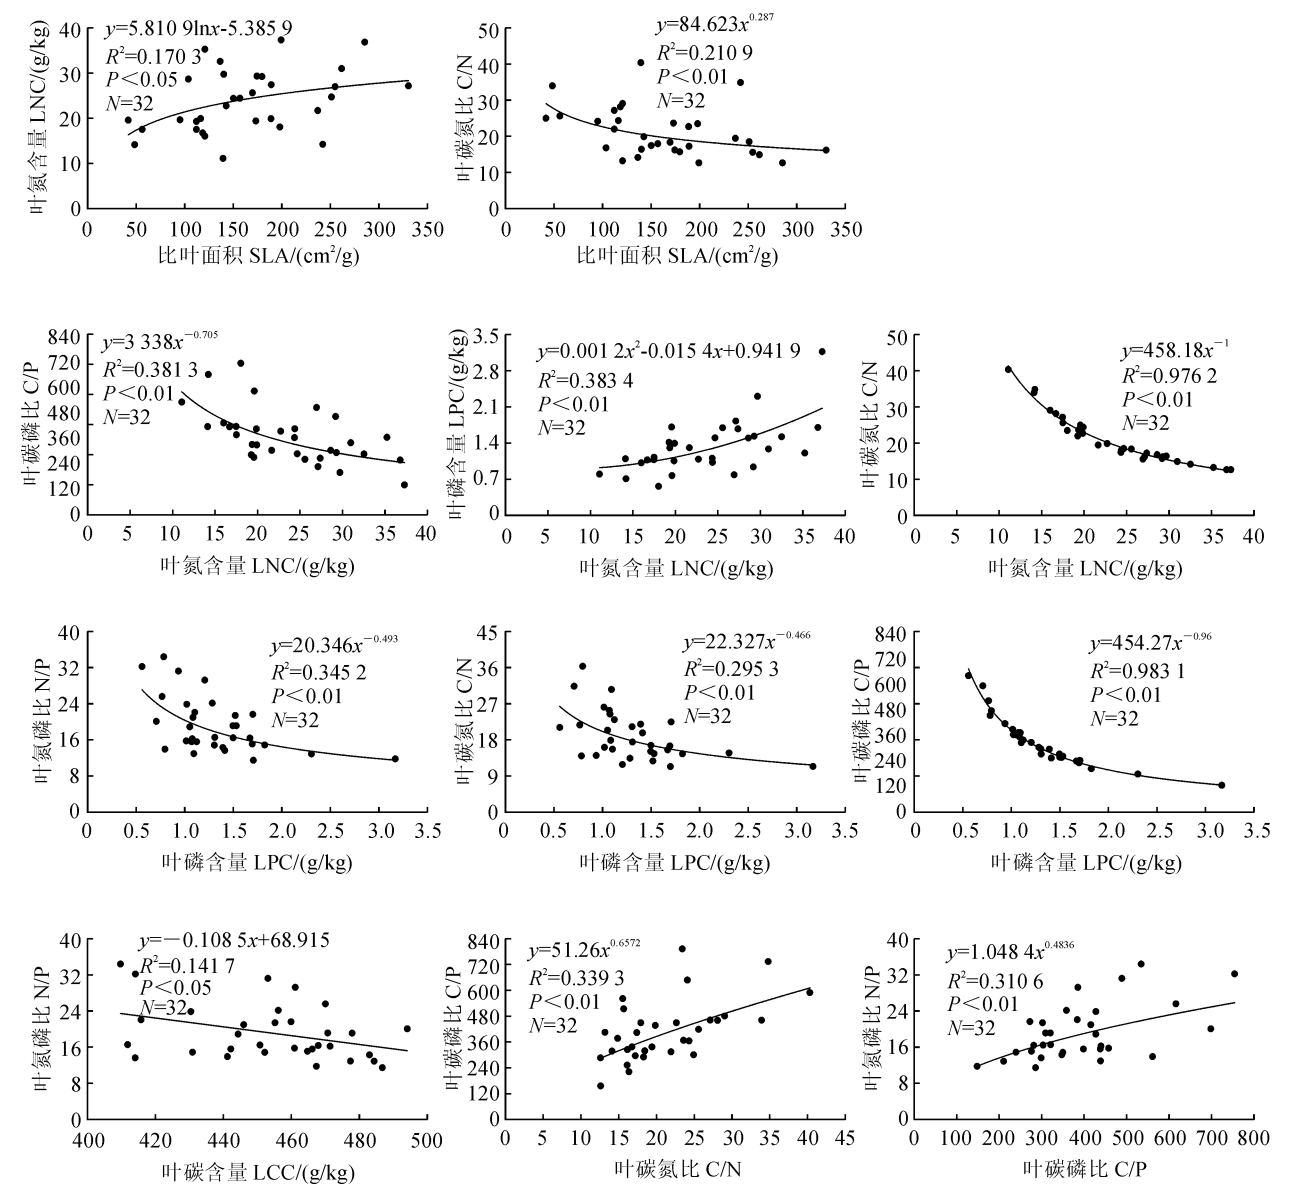 y=5.810 9lnx-5.385 9
R²=0.170 3
P＜0.05
N=32
叶氮含量 LNC/(g/kg)
40
30
20
10
0
0 50 100 150 200 250 300 350
比叶面积 SLA/(cm²/g)
y=84.623x^0.287
R²=0.210 9
P＜0.01
N=32
叶碳氮比 C/N
50
40
30
20
10
0
0 50 100 150 200 250 300 350
比叶面积 SLA/(cm²/g)
y=3 338x^−0.705
R²=0.381 3
P＜0.01
N=32
叶碳磷比 C/P
840
720
600
480
360
240
120
0
0 5 10 15 20 25 30 35 40
叶氮含量 LNC/(g/kg)
y=0.001 2x²-0.015 4x+0.941 9
R²=0.383 4
P＜0.01
N=32
叶磷含量 LPC/(g/kg)
3.5
2.8
2.1
1.4
0.7
0
0 5 10 15 20 25 30 35 40
叶氮含量 LNC/(g/kg)
y=458.18x^−1
R²=0.976 2
P＜0.01
N=32
叶碳氮比 C/N
50
40
30
20
10
0
0 5 10 15 20 25 30 35 40
叶氮含量 LNC/(g/kg)
y=20.346x^−0.493
R²=0.345 2
P＜0.01
N=32
叶氮磷比 N/P
40
32
24
16
8
0
0 0.5 1.0 1.5 2.0 2.5 3.0 3.5
叶磷含量 LPC/(g/kg)
y=22.327x^−0.466
R²=0.295 3
P＜0.01
N=32
叶碳氮比 C/N
45
36
27
18
9
0
0 0.5 1.0 1.5 2.0 2.5 3.0 3.5
叶磷含量 LPC/(g/kg)
y=454.27x^−0.96
R²=0.983 1
P＜0.01
N=32
叶碳磷比 C/P
840
720
600
480
360
240
120
0
0 0.5 1.0 1.5 2.0 2.5 3.0 3.5
叶磷含量 LPC/(g/kg)
y=－0.108 5x+68.915
R²=0.141 7
P＜0.05
N=32
叶氮磷比 N/P
40
32
24
16
8
0
400 420 440 460 480 500
叶碳含量 LCC/(g/kg)
y=51.26x^0.6572
R²=0.339 3
P＜0.01
N=32
叶碳磷比 C/P
840
720
600
480
360
240
120
0
0 5 10 15 20 25 30 35 40 45
叶碳氮比 C/N
y=1.048 4x^0.4836
R²=0.310 6
P＜0.01
N=32
叶氮磷比 N/P
40
32
24
16
8
0
0 100 200 300 400 500 600 700 800
叶碳磷比 C/P